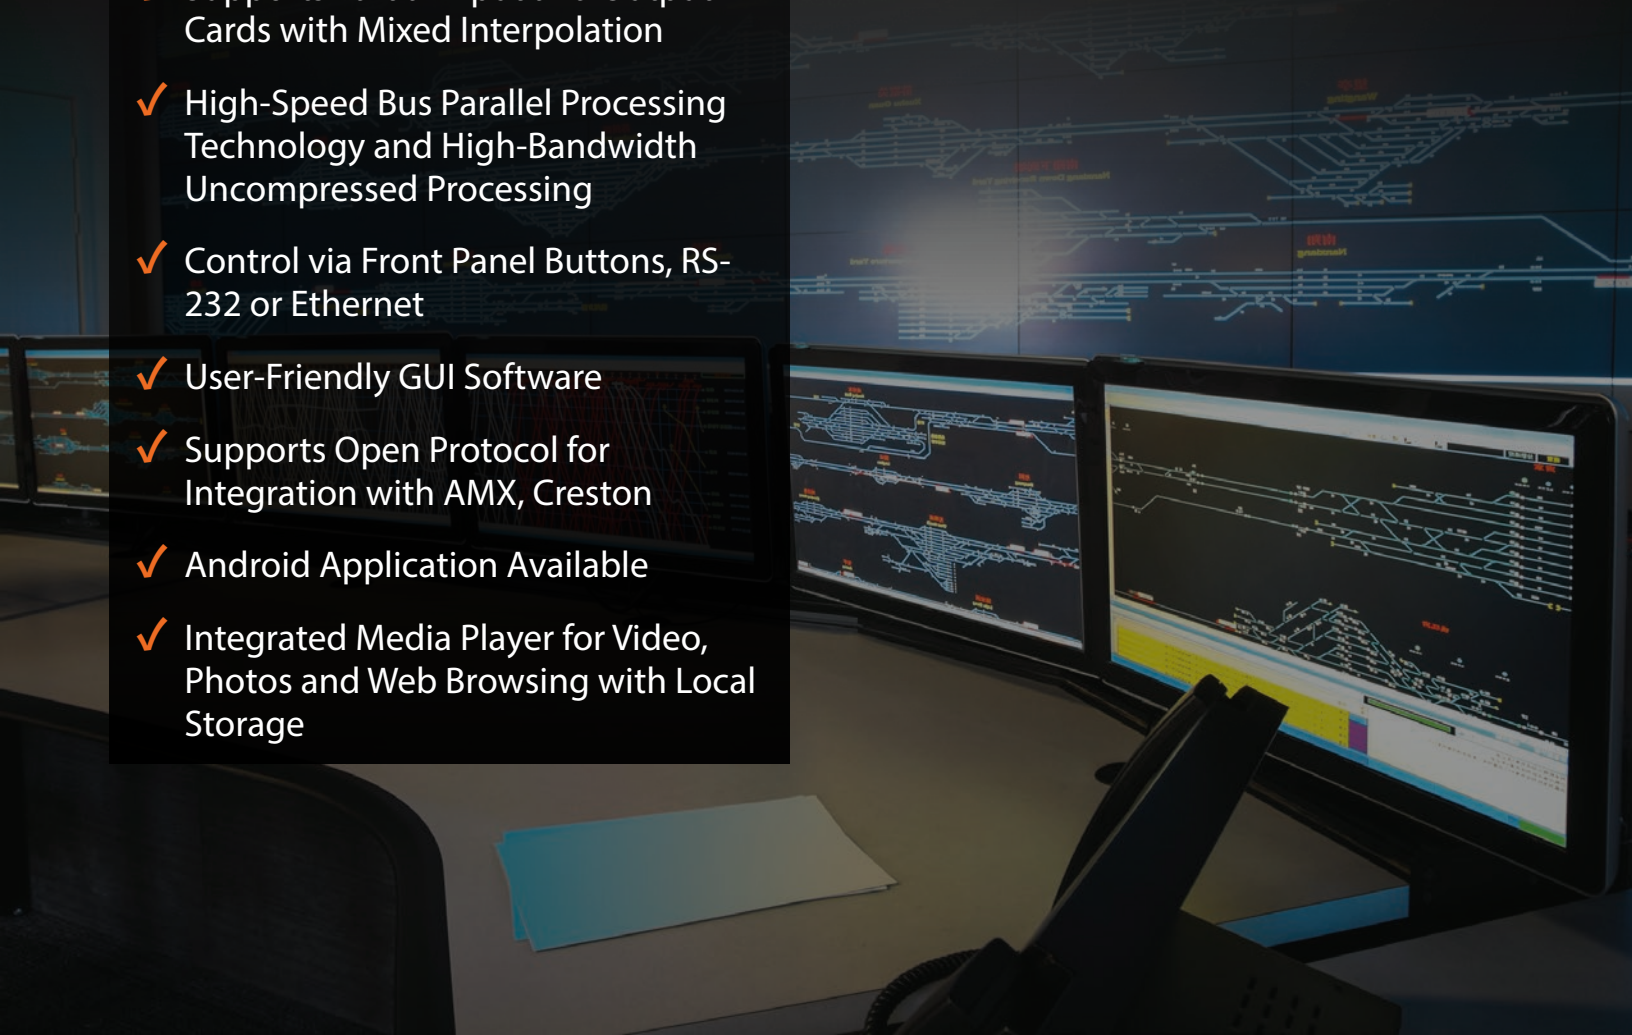 Cards with Mixed Interpolation
✓ High-Speed Bus Parallel Processing
Technology and High-Bandwidth
Uncompressed Processing
✓ Control via Front Panel Buttons, RS-
232 or Ethernet
✓ User-Friendly GUI Software
✓ Supports Open Protocol for
Integration with AMX, Creston
✓ Android Application Available
✓ Integrated Media Player for Video,
Photos and Web Browsing with Local
Storage